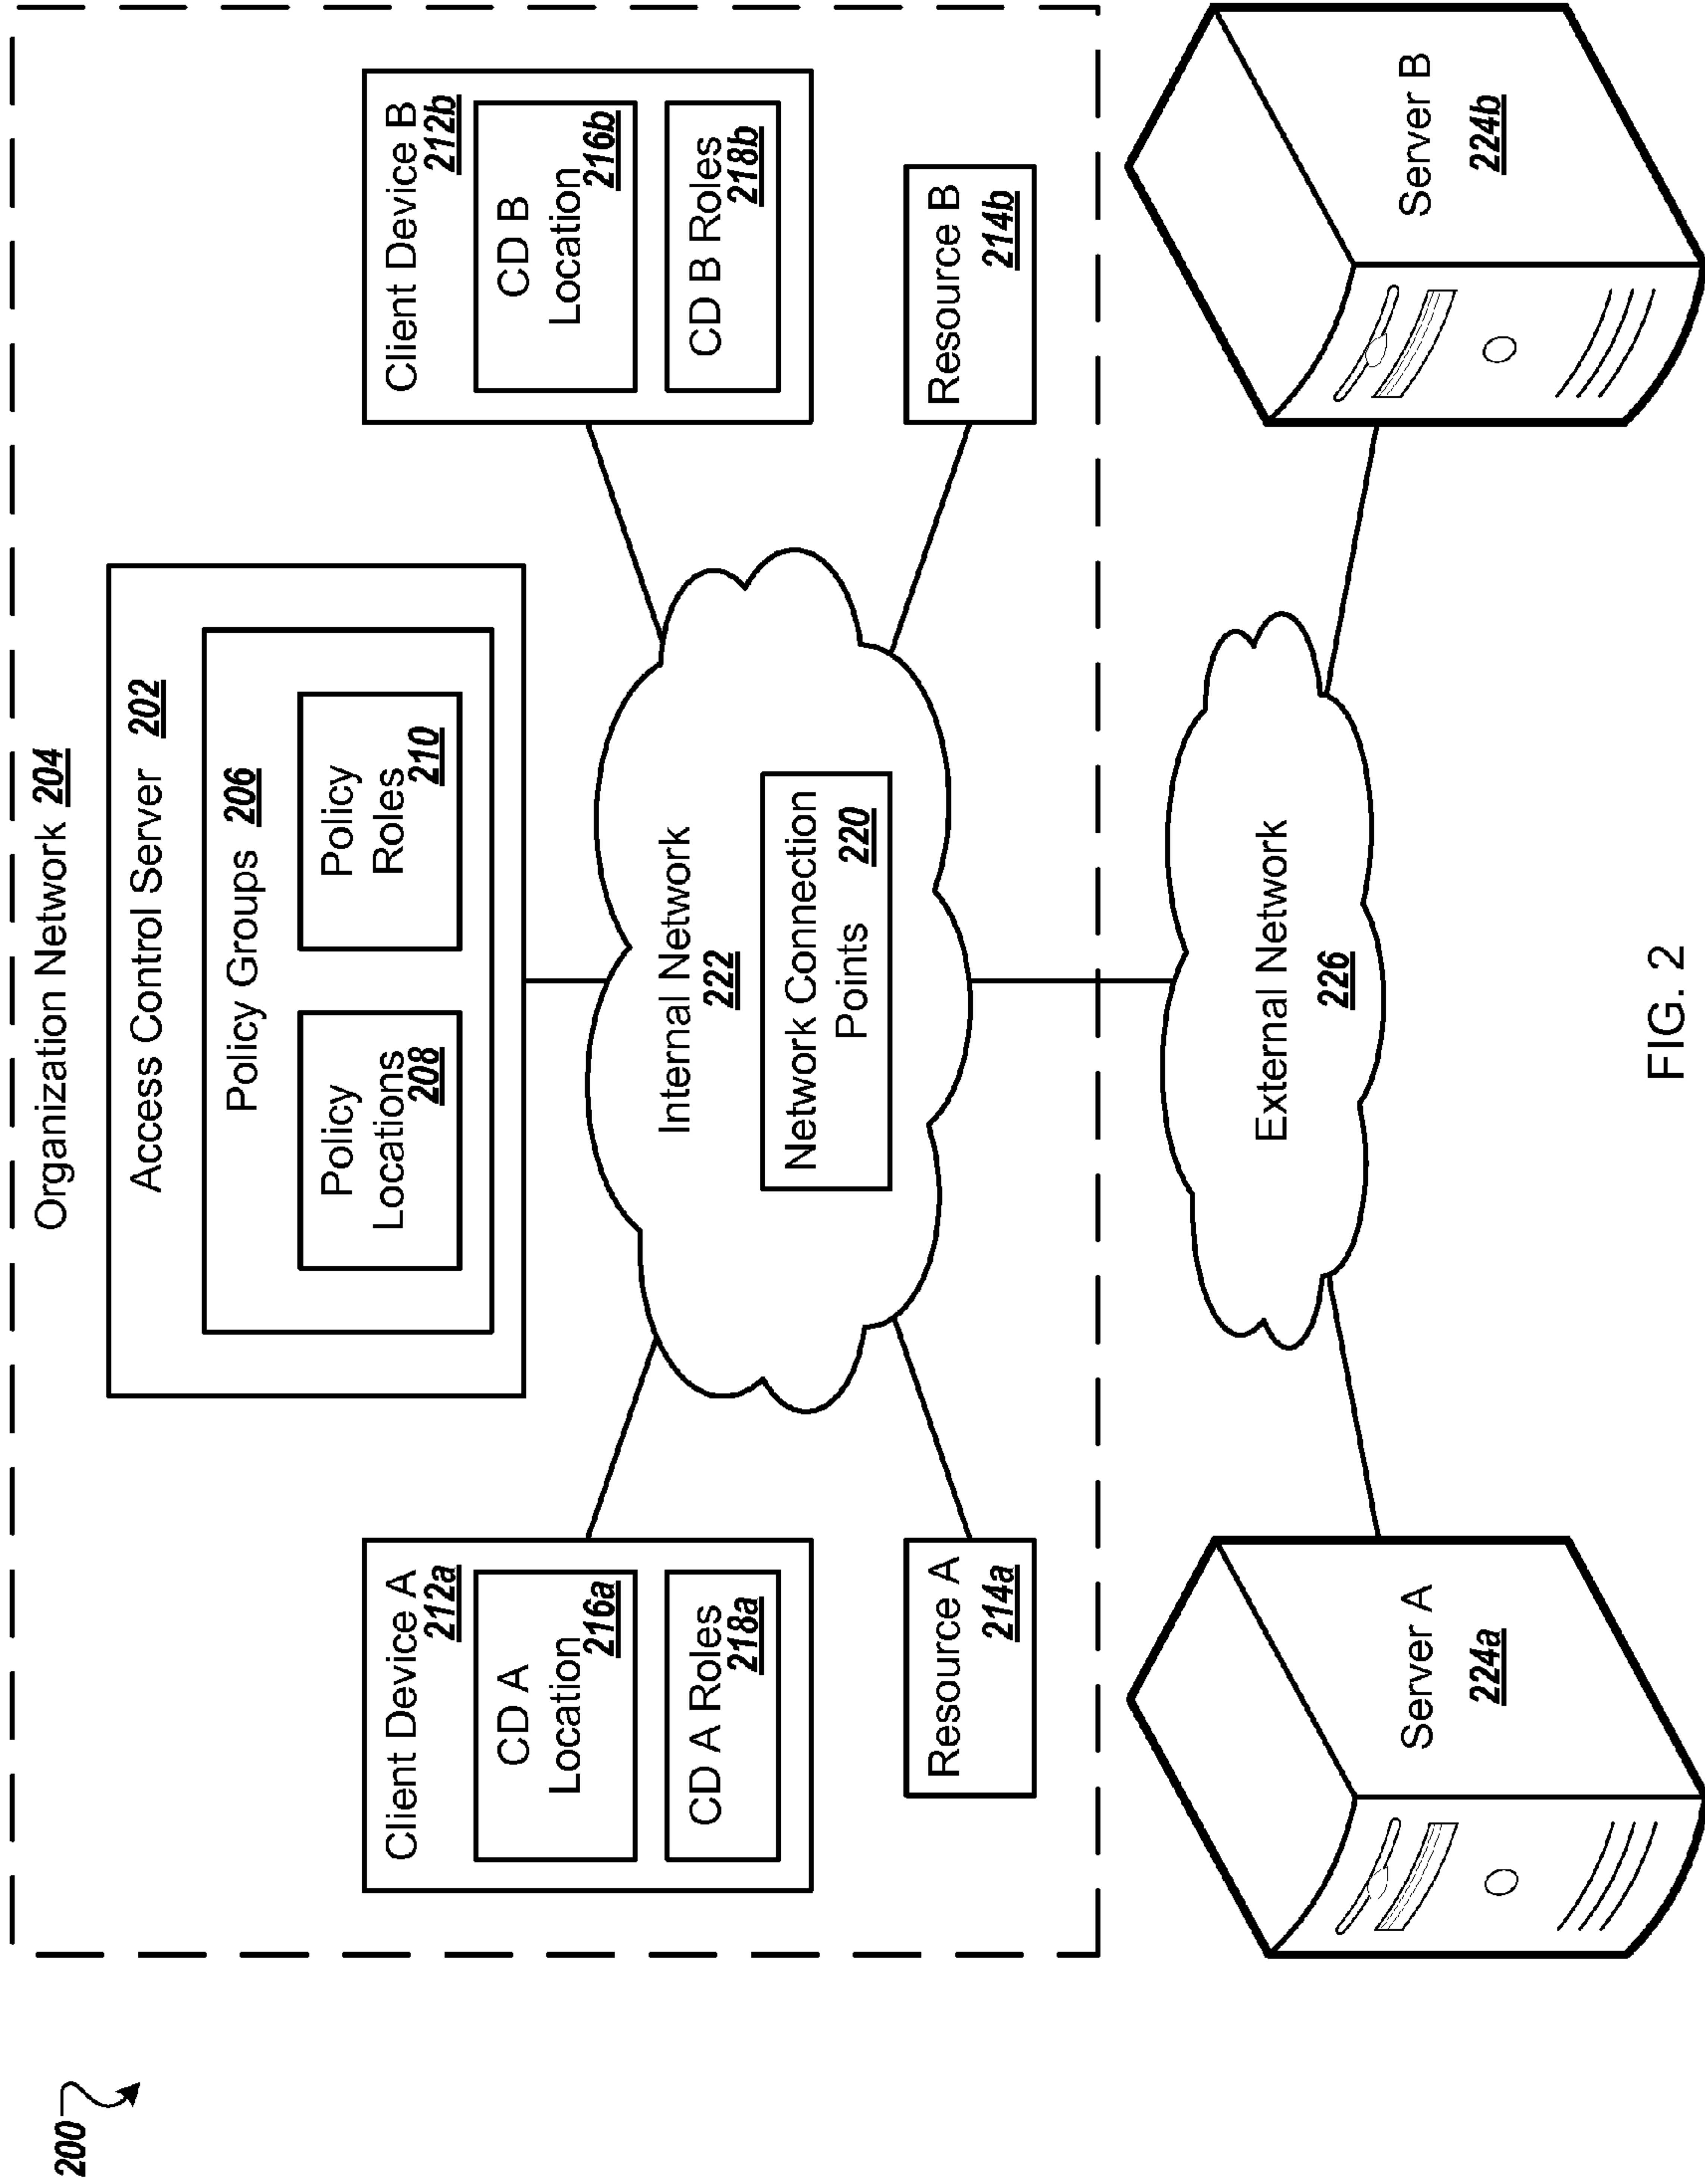 200
Organization Network 204
Access Control Server 202
Policy Groups 206
Policy
Locations
208
Policy
Roles
210
Client Device A
212a
CD A
Location
216a
CD A Roles
218a
Client Device B
212b
CD B
Location
216b
CD B Roles
218b
Internal Network
222
Network Connection
Points 220
Resource A
214a
Resource B
214b
External Network
226
Server A
224a
Server B
224b
FIG. 2